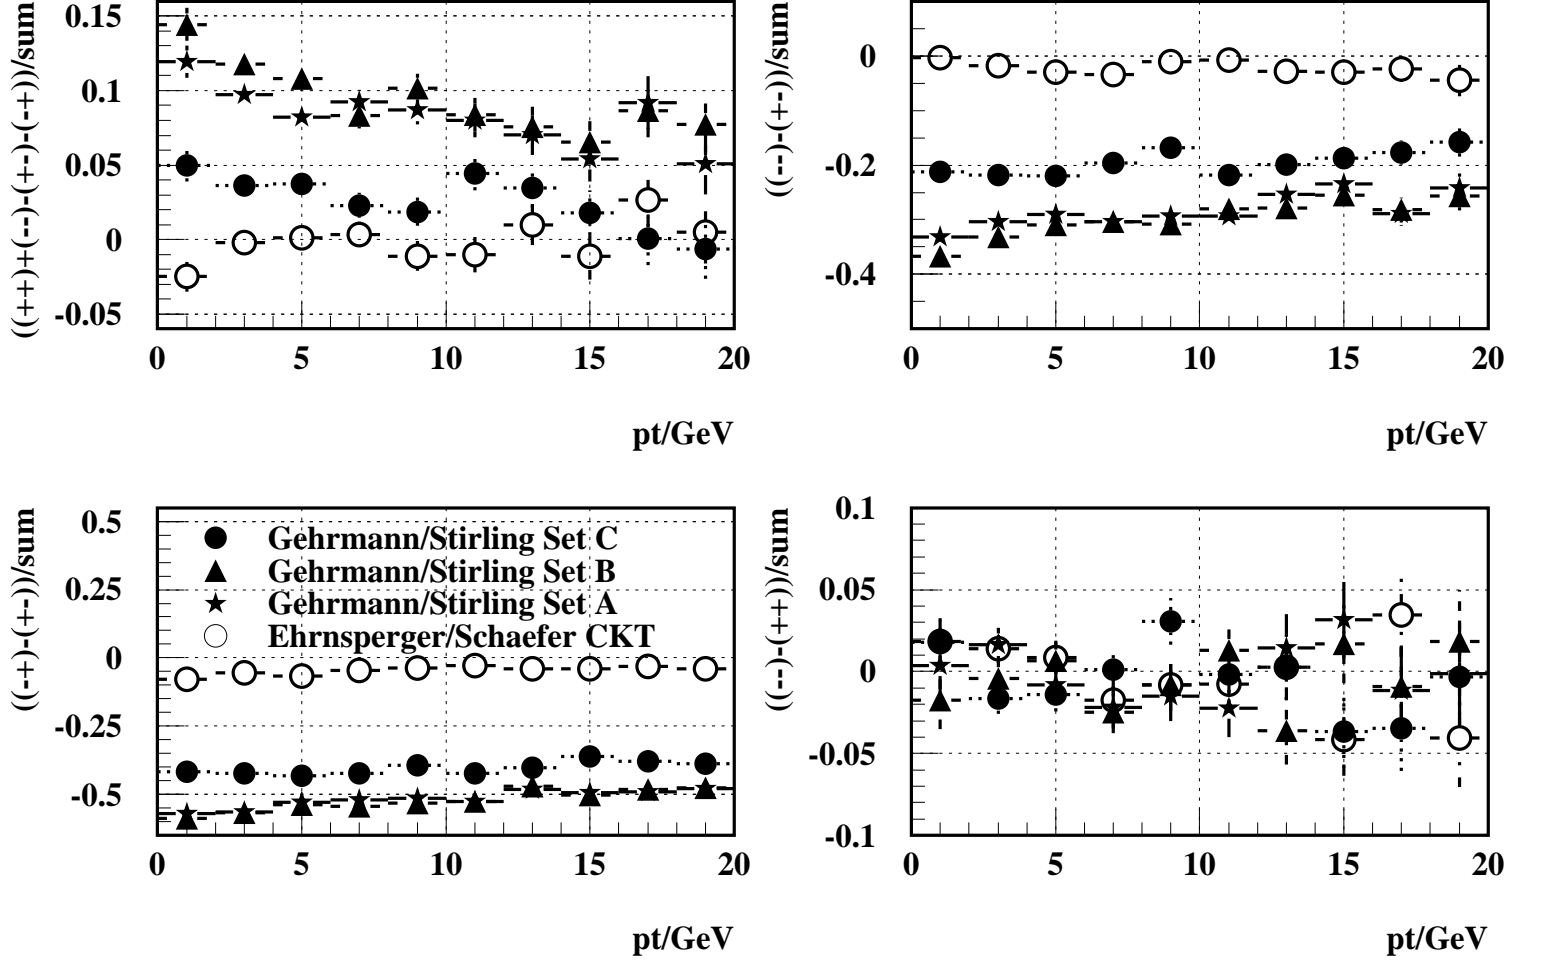 ((++)+(--)-(+-)-(-+))/sum
0.15
0.1
0.05
0
-0.05
0 5 10 15 20
pt/GeV
((--)-(+-))/sum
0
-0.2
-0.4
0 5 10 15 20
pt/GeV
((-+)-(+-))/sum
0.5
0.25
0
-0.25
-0.5
Gehrmann/Stirling Set C
Gehrmann/Stirling Set B
Gehrmann/Stirling Set A
Ehrnsperger/Schaefer CKT
0 5 10 15 20
pt/GeV
((--)-(++))/sum
0.1
0.05
0
-0.05
-0.1
0 5 10 15 20
pt/GeV